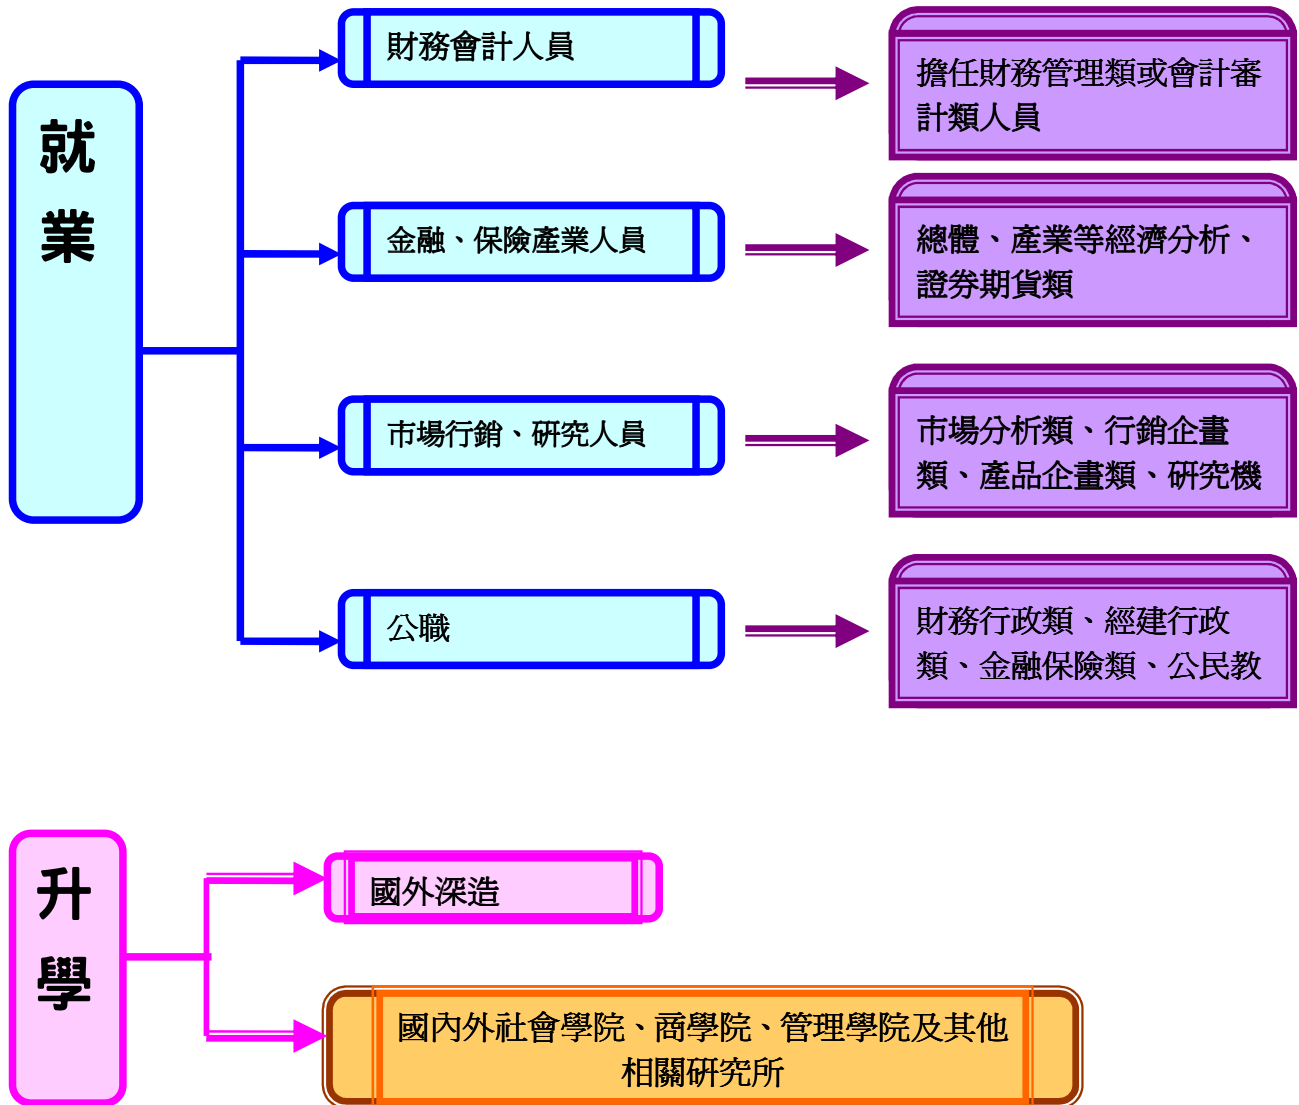 就
業
財務會計人員
擔任財務管理類或會計審
計類人員
金融、保險產業人員
總體、產業等經濟分析、
證券期貨類
市場行銷、研究人員
市場分析類、行銷企畫
類、產品企畫類、研究機
公職
財務行政類、經建行政
類、金融保險類、公民教
升
學
國外深造
國內外社會學院、商學院、管理學院及其他
相關研究所